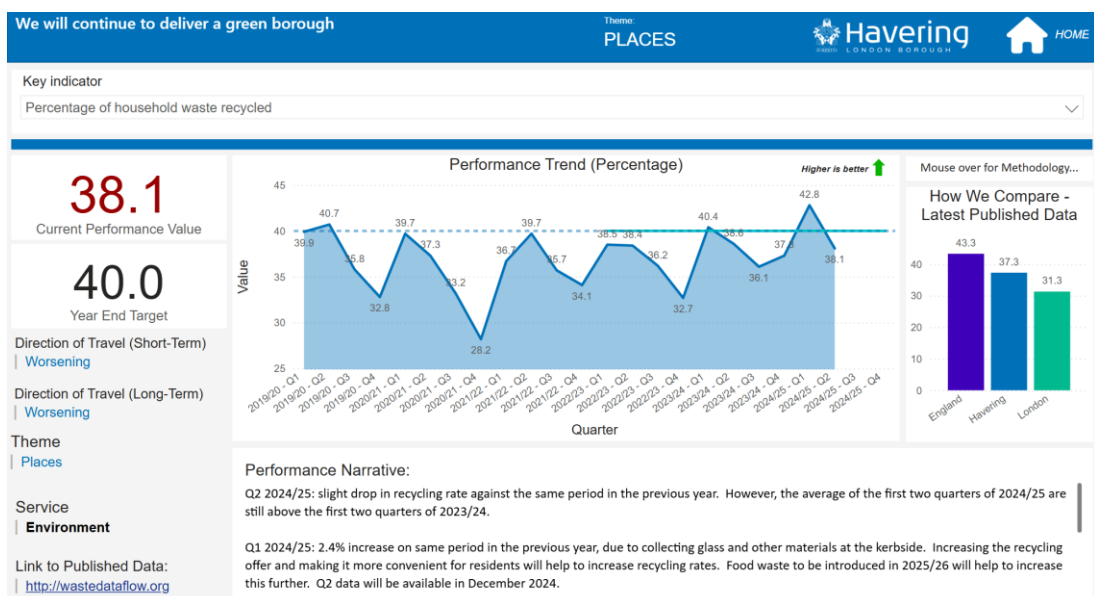 We will continue to deliver a green borough
Theme:
PLACES
Havering
LONDON BOROUGH
HOME
Key indicator
Percentage of household waste recycled
38.1
Current Performance Value
40.0
Year End Target
Direction of Travel (Short-Term)
Worsening
Direction of Travel (Long-Term)
Worsening
Theme
Places
Service
Environment
Link to Published Data:
http://wastedataflow.org
Performance Trend (Percentage)
Higher is better
Value
45
40
35
30
25
39.9
40.7
35.8
32.8
39.7
37.3
33.2
28.2
39.7
35.7
34.1
38.5
38.4
36.2
32.7
40.4
38.6
36.1
42.8
38.1
2019/20 - Q1
2019/20 - Q2
2019/20 - Q3
2019/20 - Q4
2020/21 - Q1
2020/21 - Q2
2020/21 - Q3
2020/21 - Q4
2021/22 - Q1
2021/22 - Q2
2021/22 - Q3
2021/22 - Q4
2022/23 - Q1
2022/23 - Q2
2022/23 - Q3
2022/23 - Q4
2023/24 - Q1
2023/24 - Q2
2023/24 - Q3
2023/24 - Q4
2024/25 - Q1
2024/25 - Q2
2024/25 - Q3
2024/25 - Q4
Quarter
Mouse over for Methodology...
How We Compare -
Latest Published Data
40
30
20
10
0
43.3
37.3
31.3
England
Havering
London
Performance Narrative:
Q2 2024/25: slight drop in recycling rate against the same period in the previous year. However, the average of the first two quarters of 2024/25 are
still above the first two quarters of 2023/24.
Q1 2024/25: 2.4% increase on same period in the previous year, due to collecting glass and other materials at the kerbside. Increasing the recycling
offer and making it more convenient for residents will help to increase recycling rates. Food waste to be introduced in 2025/26 will help to increase
this further. Q2 data will be available in December 2024.